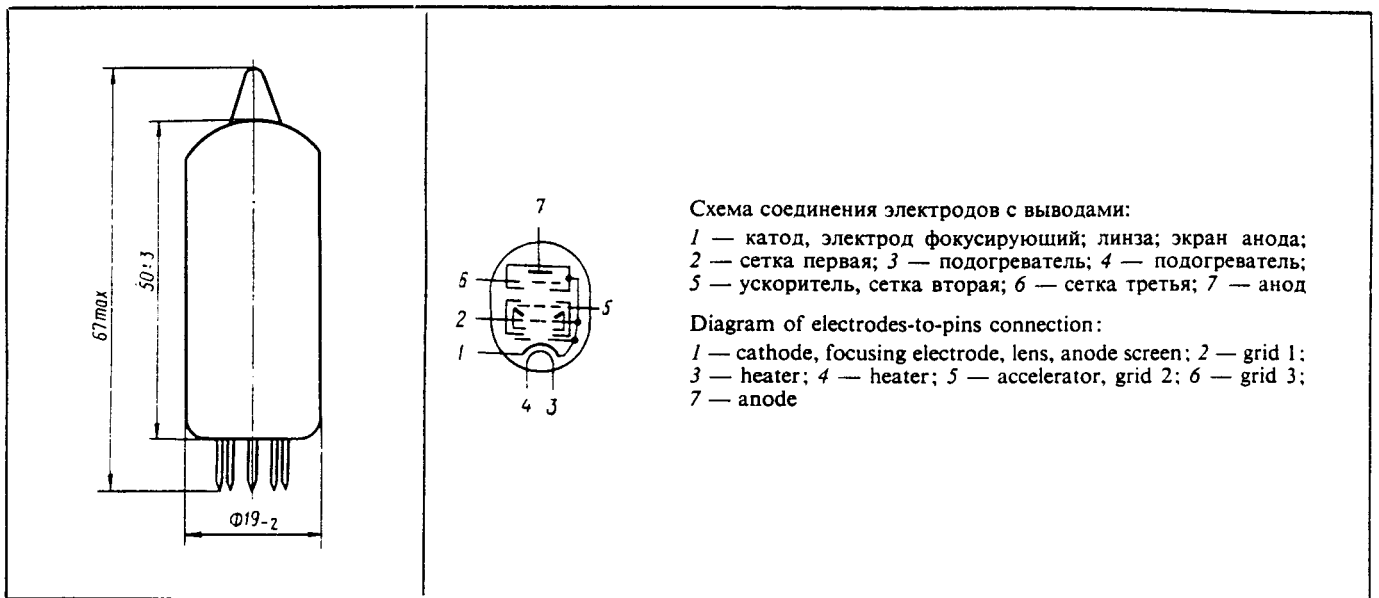 67max
50±3
Ф19-2
7
6
5
2
1
4 3
Схема соединения электродов с выводами:
1 — катод, электрод фокусирующий; линза; экран анода;
2 — сетка первая; 3 — подогреватель; 4 — подогреватель;
5 — ускоритель, сетка вторая; 6 — сетка третья; 7 — анод
Diagram of electrodes-to-pins connection:
1 — cathode, focusing electrode, lens, anode screen; 2 — grid 1;
3 — heater; 4 — heater; 5 — accelerator, grid 2; 6 — grid 3;
7 — anode